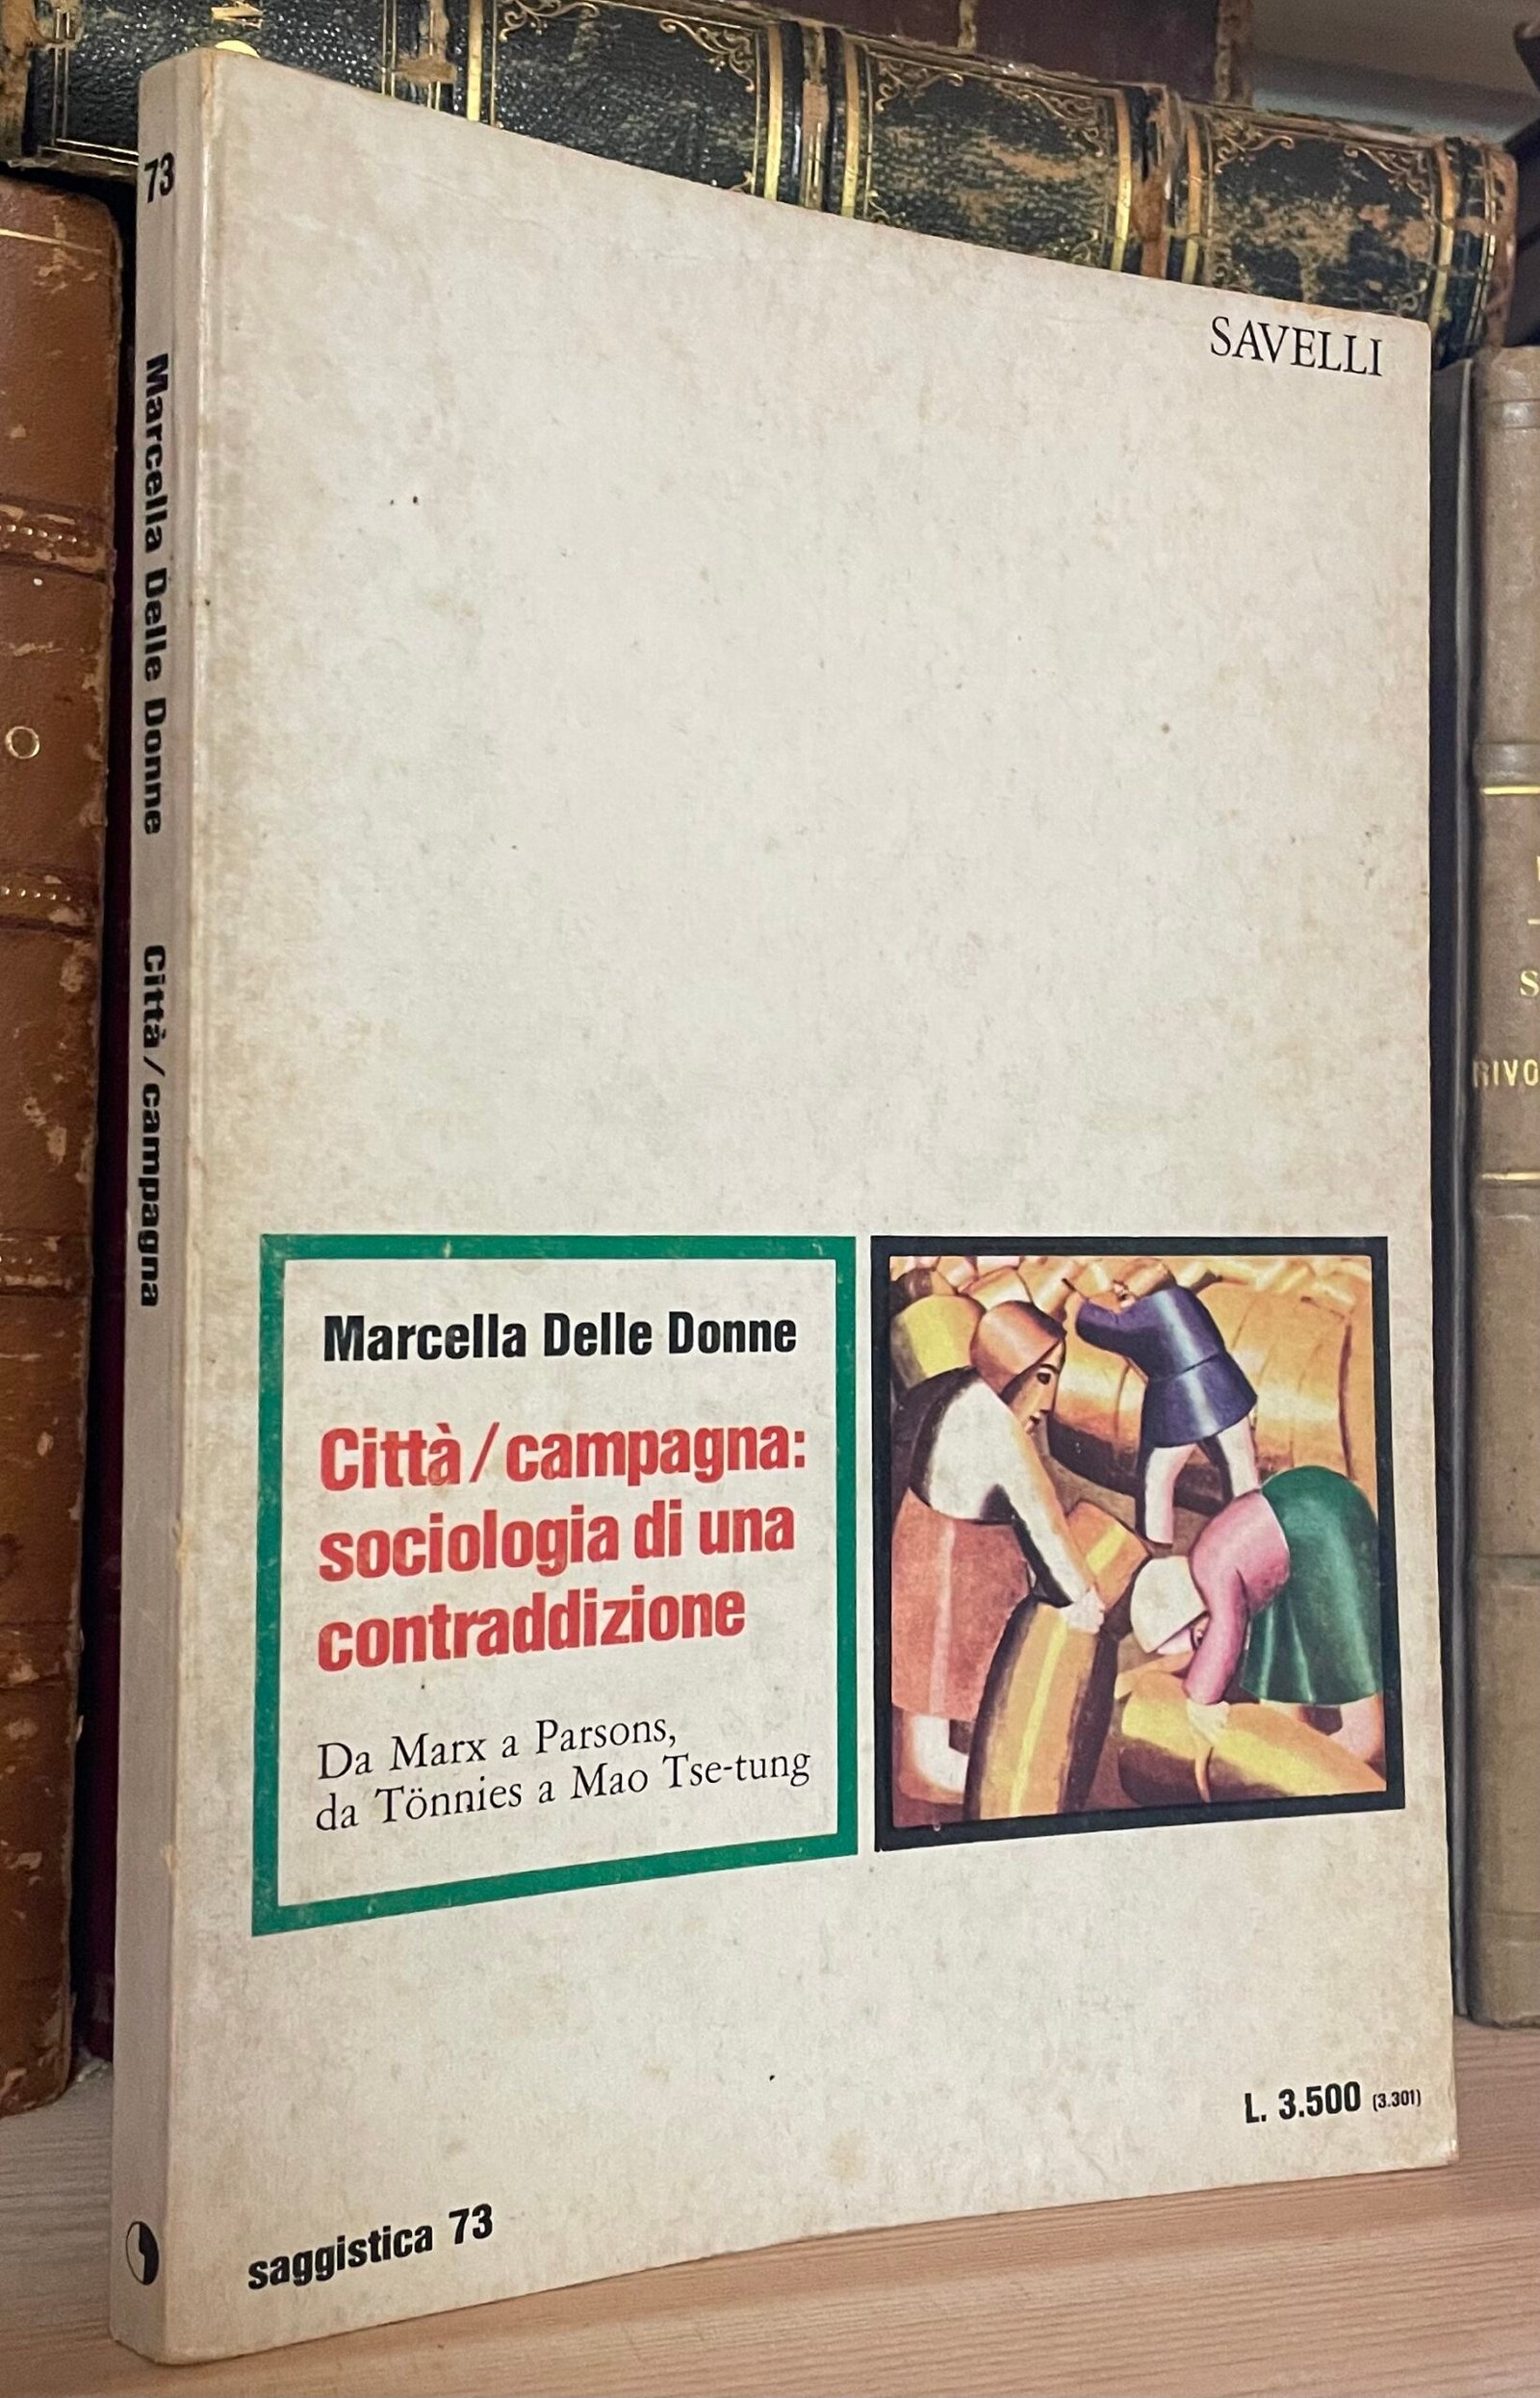 73
Marcella Delle Donne Città/campagna
SAVELLI
Marcella Delle Donne
Città/campagna:
sociologia di una
contraddizione
Da Marx a Parsons,
da Tönnies a Mao Tse-tung
L. 3.500 (3.301)
saggistica 73